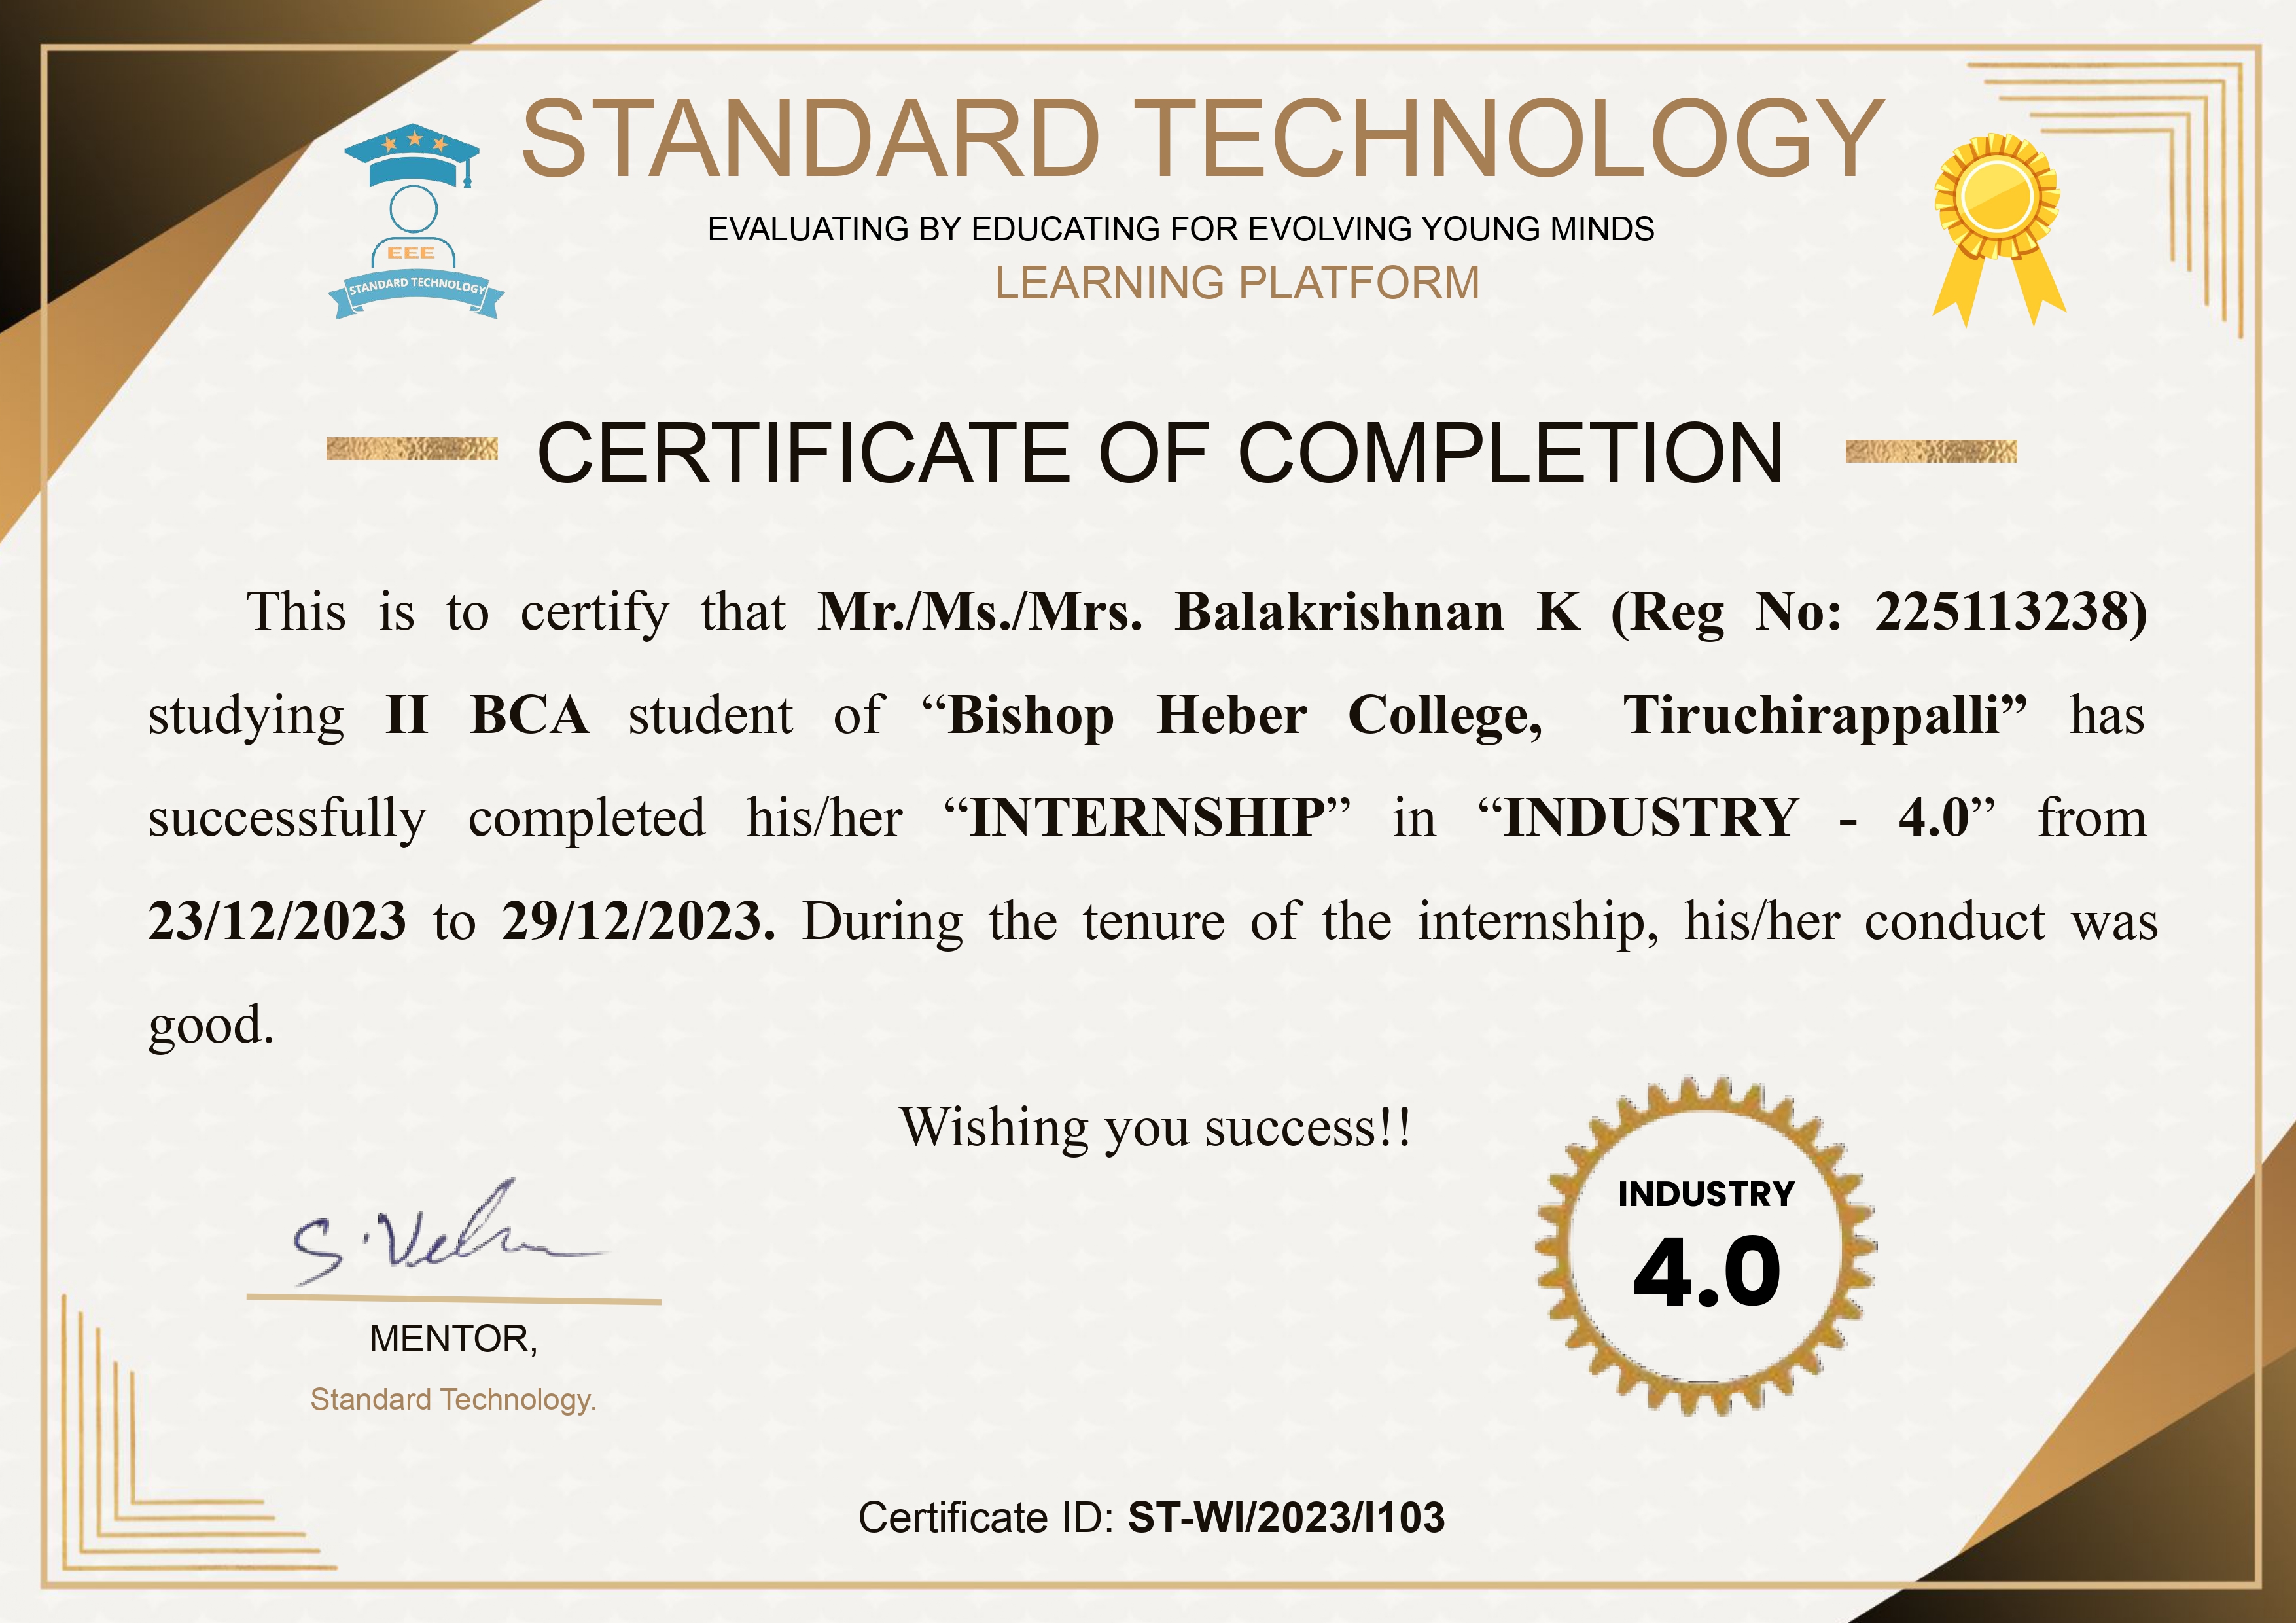 STANDARD TECHNOLOGY
EVALUATING BY EDUCATING FOR EVOLVING YOUNG MINDS
LEARNING PLATFORM
EEE
STANDARD TECHNOLOGY
CERTIFICATE OF COMPLETION
This is to certify that Mr./Ms./Mrs. Balakrishnan K (Reg No: 225113238)
studying II BCA student of “Bishop Heber College, Tiruchirappalli” has
successfully completed his/her “INTERNSHIP” in “INDUSTRY - 4.0” from
23/12/2023 to 29/12/2023. During the tenure of the internship, his/her conduct was
good.
Wishing you success!!
INDUSTRY
4.0
MENTOR,
Standard Technology.
Certificate ID: ST-WI/2023/I103